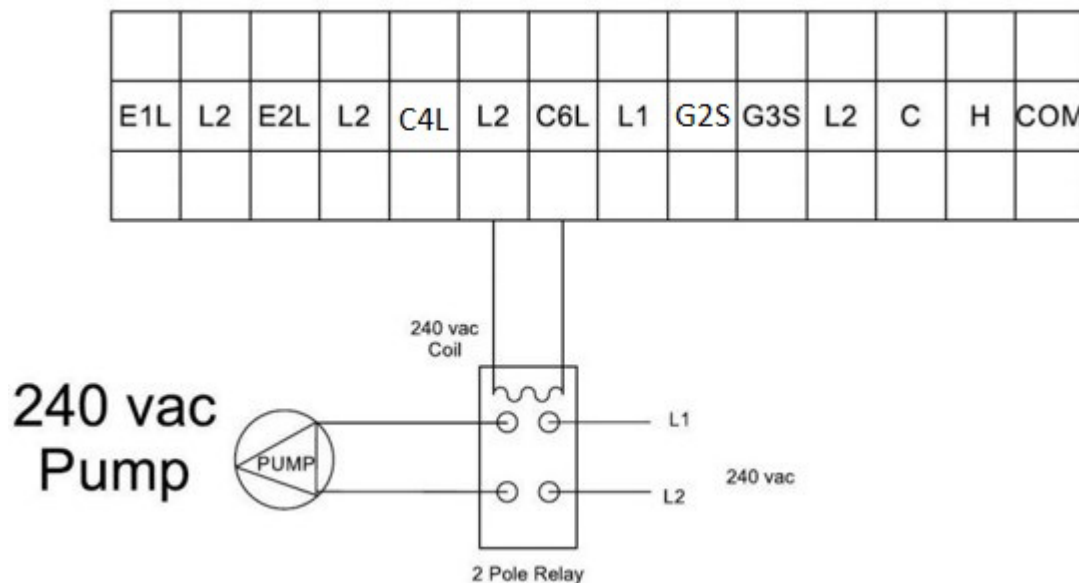 E1L L2 E2L L2 C4L L2 C6L L1 G2S G3S L2 C H COM
240 vac
Coil
240 vac
Pump
PUMP
L1
L2
240 vac
2 Pole Relay